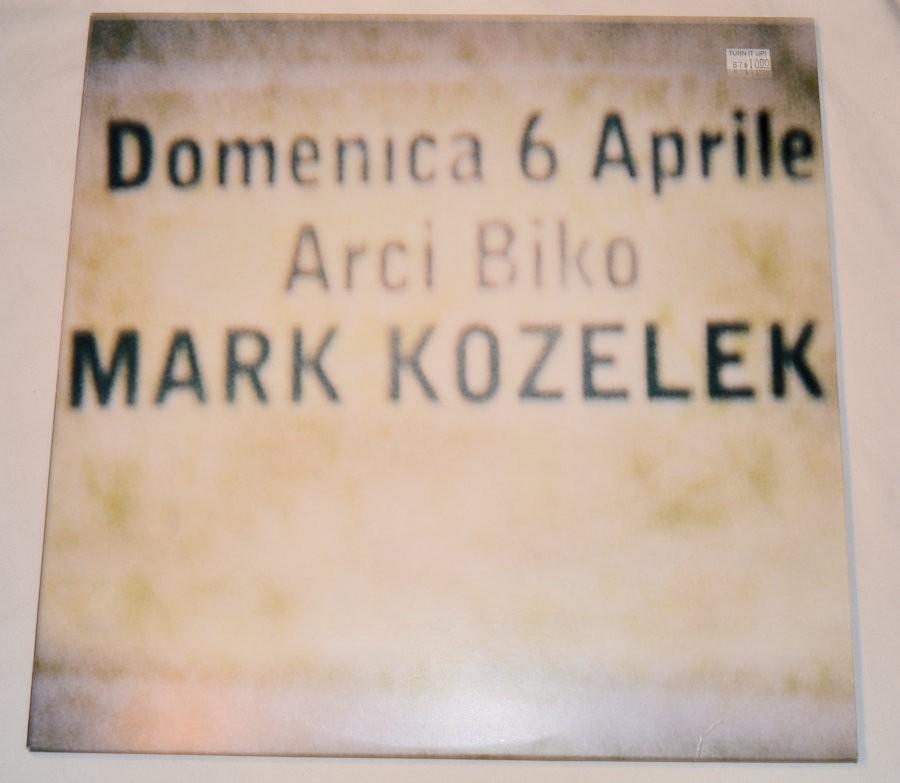 TURN IT UP!
Domenica 6 Aprile
Arci Biko
MARK KOZELEK